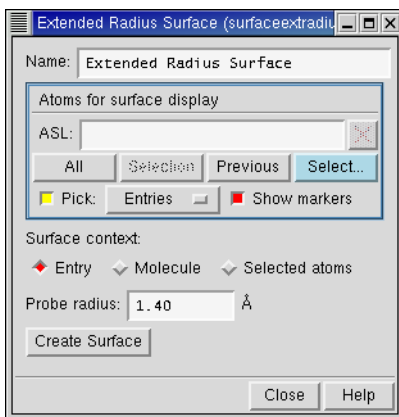 Extended Radius Surface (surfaceextradiu
Name: Extended Radius Surface
Atoms for surface display
ASL:
All Selection Previous Select...
Pick: Entries Show markers
Surface context:
Entry Molecule Selected atoms
Probe radius: 1.40 Å
Create Surface
Close Help